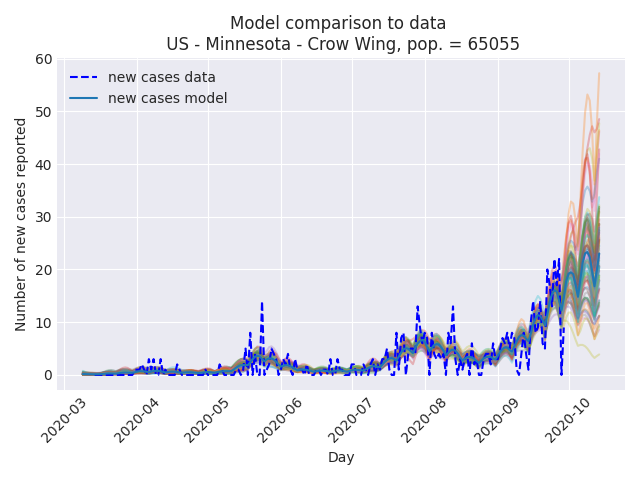 Model comparison to data
US - Minnesota - Crow Wing, pop. = 65055
new cases data
new cases model
Number of new cases reported
60
50
40
30
20
10
0
2020-03
2020-04
2020-05
2020-06
2020-07
2020-08
2020-09
2020-10
Day